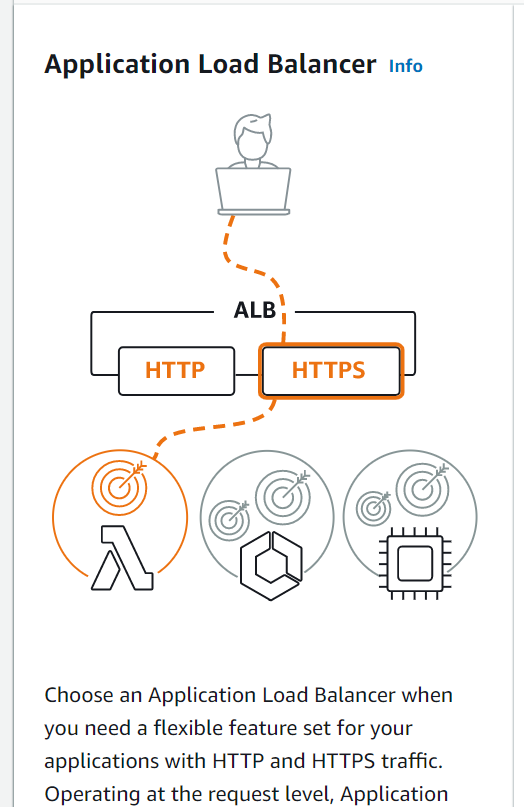 Application Load Balancer Info
ALB
HTTP
HTTPS
Choose an Application Load Balancer when
you need a flexible feature set for your
applications with HTTP and HTTPS traffic.
Operating at the request level, Application